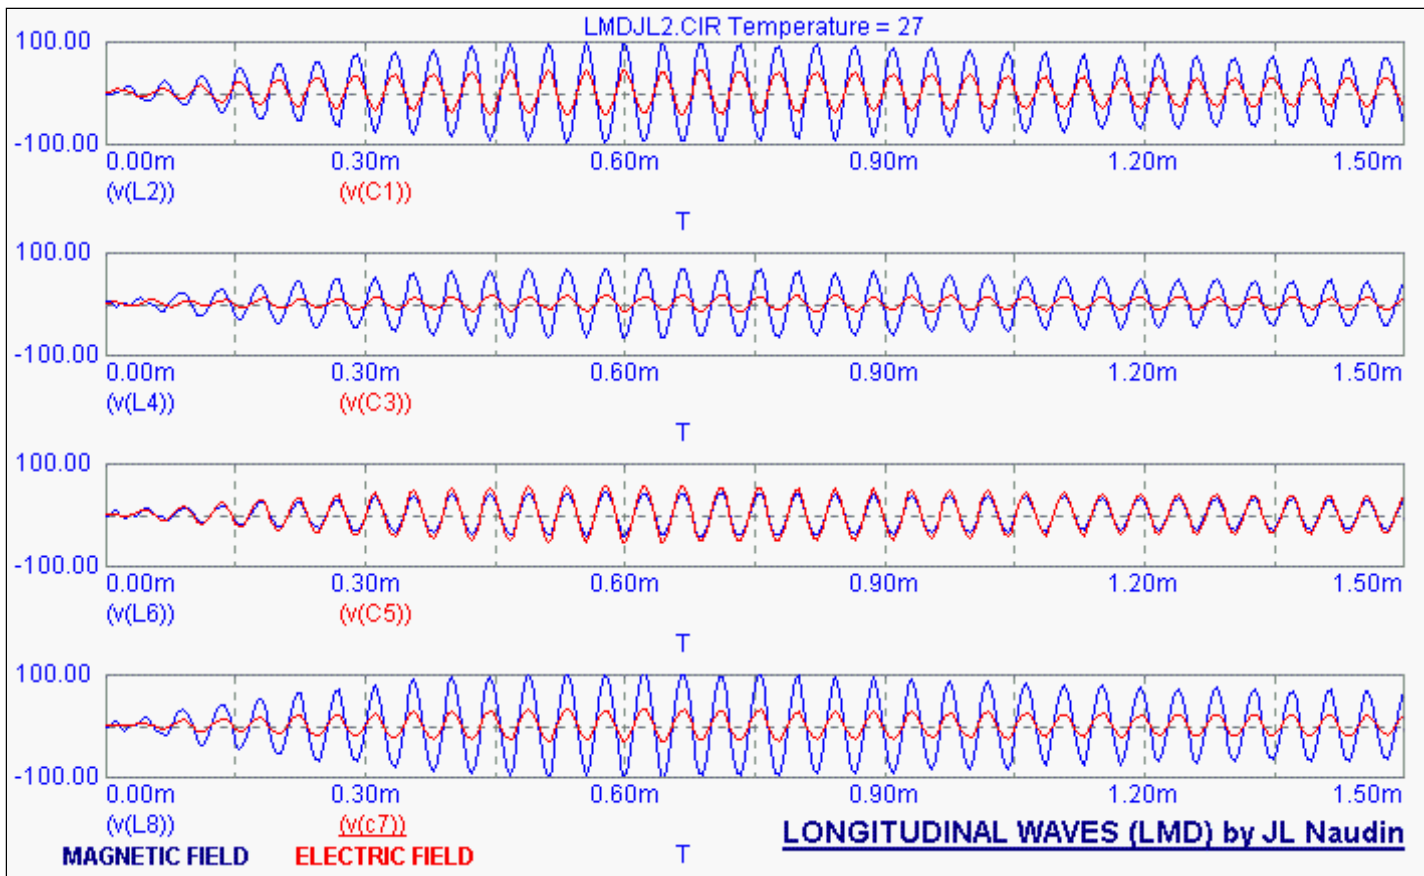 LMDJL2.CIR Temperature = 27
100.00
-100.00
0.00m 0.30m 0.60m 0.90m 1.20m 1.50m
(v(L2)) (v(C1))
T
100.00
-100.00
0.00m 0.30m 0.60m 0.90m 1.20m 1.50m
(v(L4)) (v(C3))
T
100.00
-100.00
0.00m 0.30m 0.60m 0.90m 1.20m 1.50m
(v(L6)) (v(C5))
T
100.00
-100.00
0.00m 0.30m 0.60m 0.90m 1.20m 1.50m
(v(L8)) (v(c7))
LONGITUDINAL WAVES (LMD) by JL Naudin
MAGNETIC FIELD ELECTRIC FIELD T